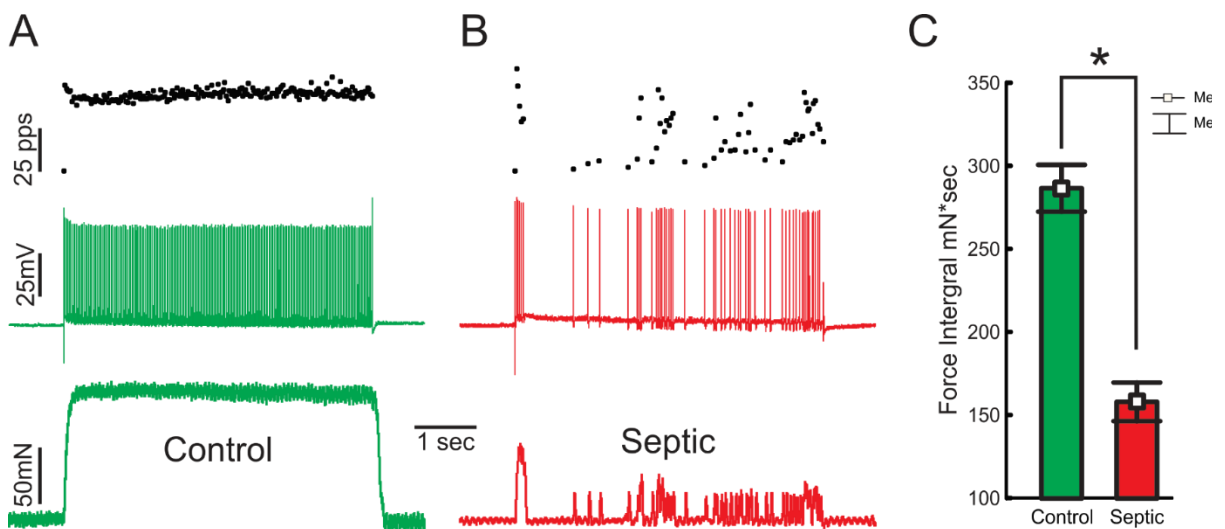 A
B
C
25 pps
25mV
50mN
Control
1 sec
Septic
*
Force Intergral mN*sec
350
300
250
200
150
100
Control
Septic
Me
Me